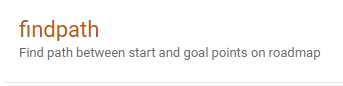 findpath
Find path between start and goal points on roadmap